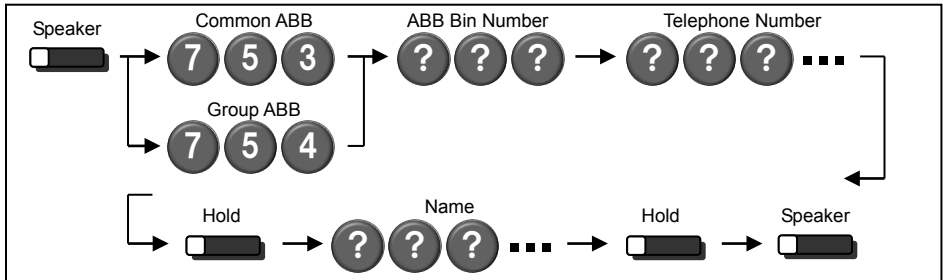 Speaker
Common ABB
7 5 3
ABB Bin Number
? ? ?
Telephone Number
? ? ?
Group ABB
7 5 4
Hold
Name
? ? ?
Hold
Speaker